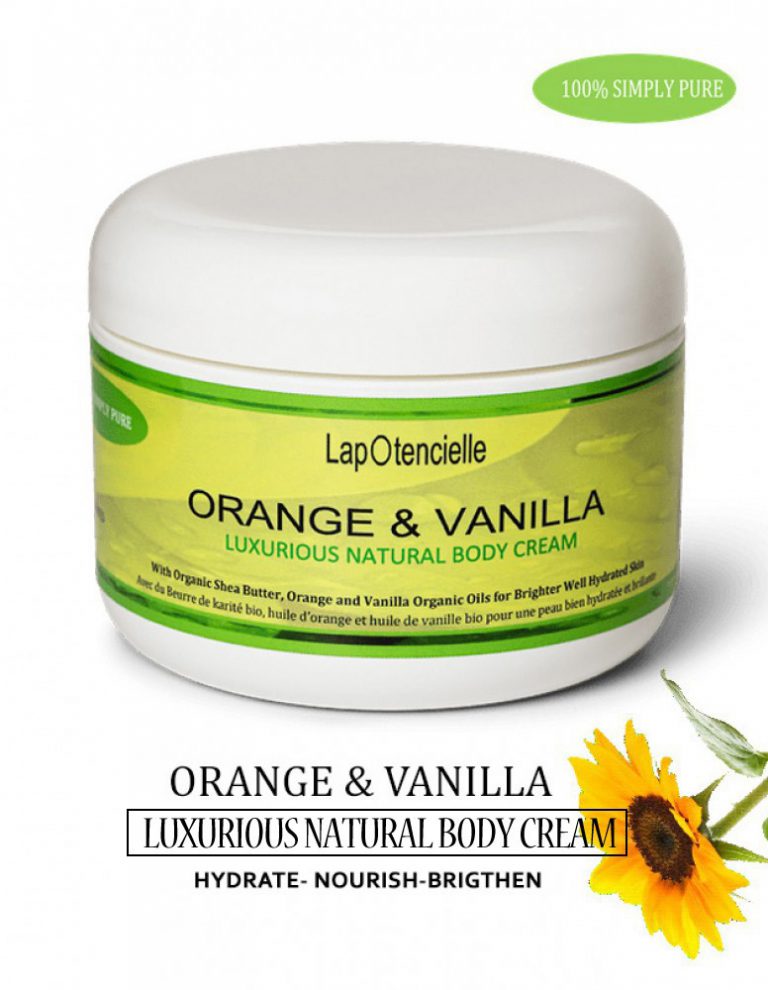 100% SIMPLY PURE
PURE
LapOtencielle
ORANGE & VANILLA
LUXURIOUS NATURAL BODY CREAM
With Organic Shea Butter, Orange and Vanilla Organic Oils for Brighter Well Hydrated Skin
Avec du Beurre de karité bio, huile d'orange et huile de vanille bio pour une peau bien hydratée et brillante
ORANGE & VANILLA
LUXURIOUS NATURAL BODY CREAM
HYDRATE- NOURISH-BRIGTHEN